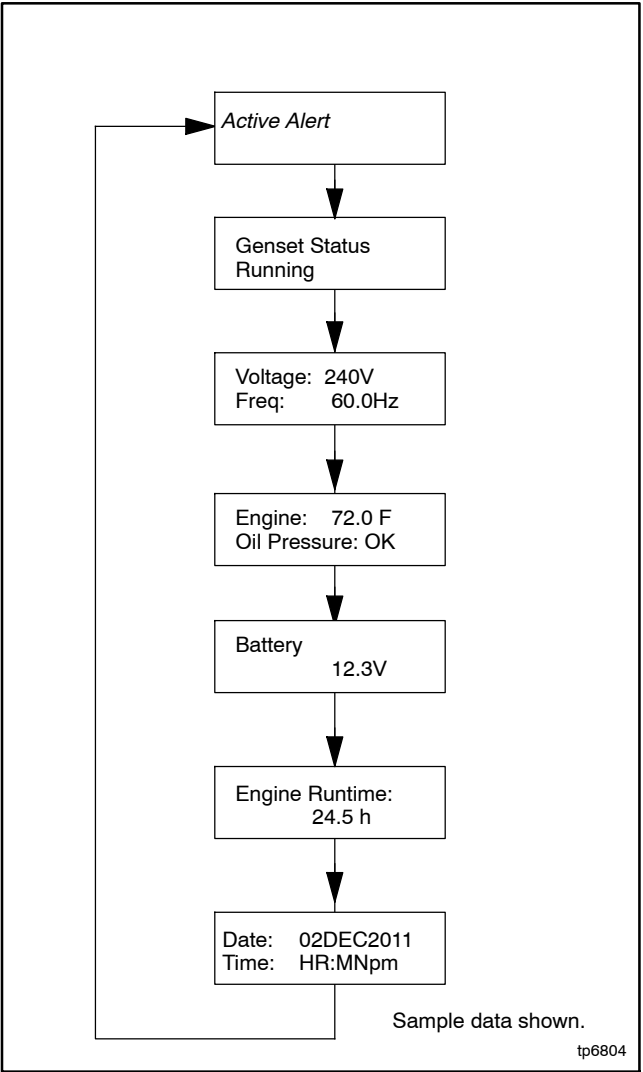 Active Alert
Genset Status
Running
Voltage: 240V
Freq: 60.0Hz
Engine: 72.0 F
Oil Pressure: OK
Battery
12.3V
Engine Runtime:
24.5 h
Date: 02DEC2011
Time: HR:MNpm
Sample data shown.
tp6804